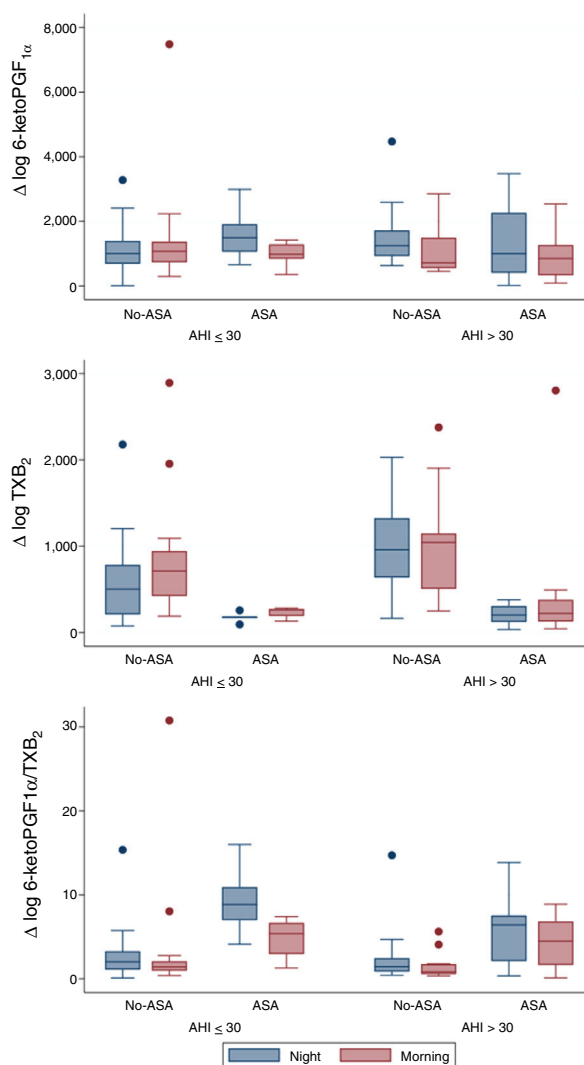 Δ log 6-ketoPGF1α
8,000
6,000
4,000
2,000
0
No-ASA ASA No-ASA ASA
AHI ≤ 30 AHI > 30
Δ log TXB2
3,000
2,000
1,000
0
No-ASA ASA No-ASA ASA
AHI ≤ 30 AHI > 30
Δ log 6-ketoPGF1α/TXB2
30
20
10
0
No-ASA ASA No-ASA ASA
AHI ≤ 30 AHI > 30
Night Morning